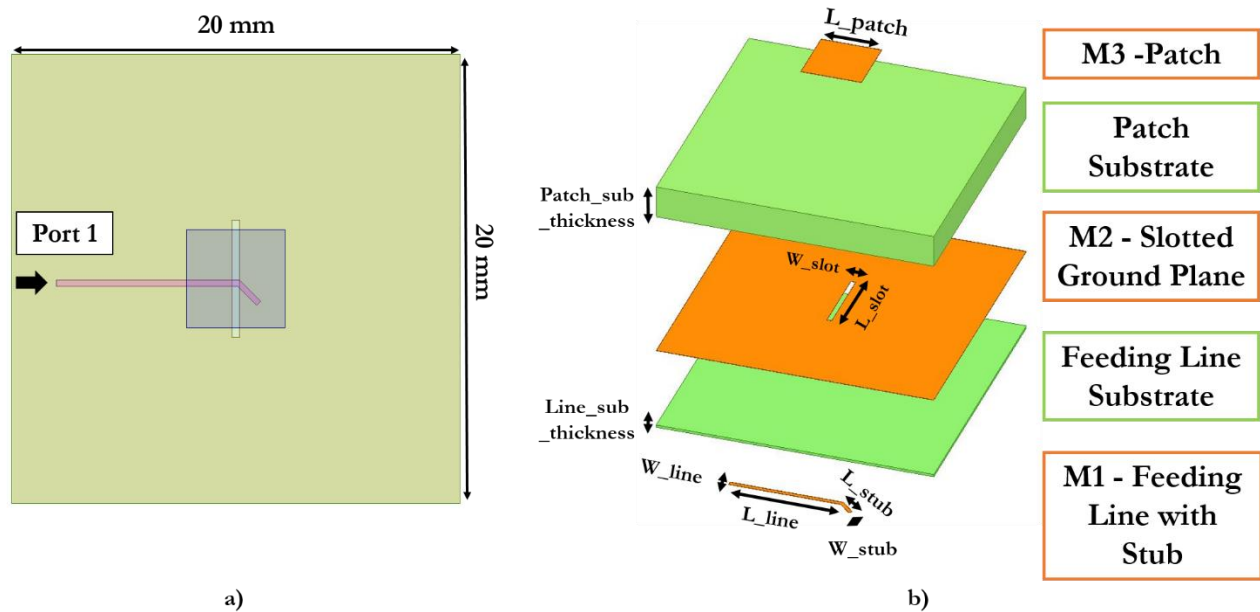 20 mm
20 mm
Port 1
a)
L_patch
Patch_sub
_thickness
W_slot
L_slot
Line_sub
_thickness
W_line
L_line
L_stub
W_stub
b)
M3 -Patch
Patch
Substrate
M2 - Slotted
Ground Plane
Feeding Line
Substrate
M1 - Feeding
Line with
Stub